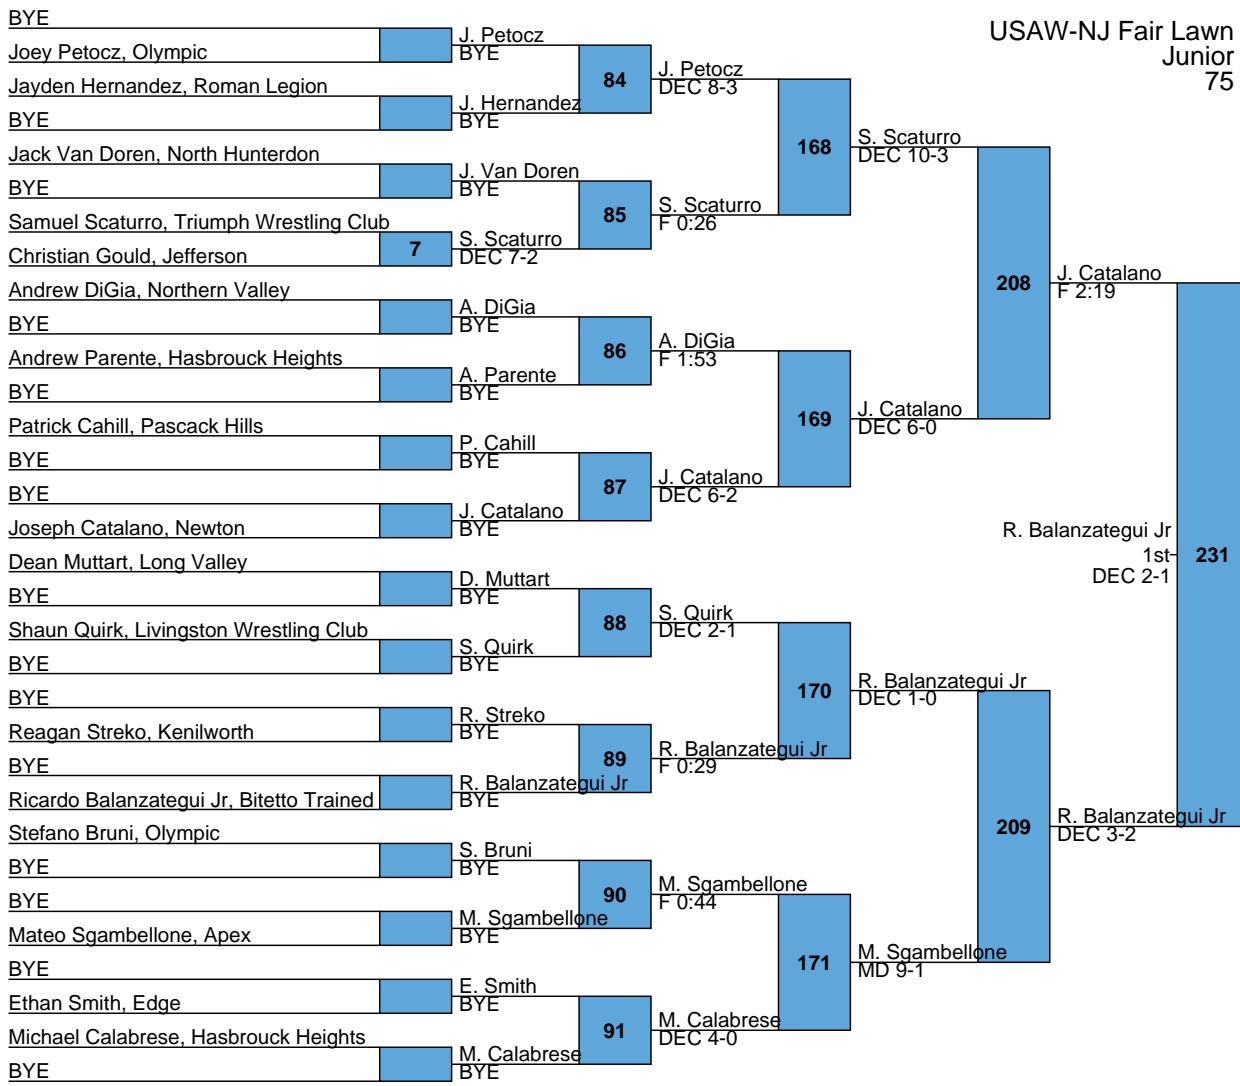 USAW-NJ Fair Lawn
Junior
75
BYE
Joey Petocz, Olympic
Jayden Hernandez, Roman Legion
BYE
Jack Van Doren, North Hunterdon
BYE
Samuel Scaturro, Triumph Wrestling Club
7
Christian Gould, Jefferson
Andrew DiGia, Northern Valley
BYE
Andrew Parente, Hasbrouck Heights
BYE
Patrick Cahill, Pascack Hills
BYE
BYE
Joseph Catalano, Newton
Dean Muttart, Long Valley
BYE
Shaun Quirk, Livingston Wrestling Club
BYE
BYE
Reagan Streko, Kenilworth
BYE
Ricardo Balanzategui Jr, Bitetto Trained
Stefano Bruni, Olympic
BYE
BYE
Mateo Sgambellone, Apex
BYE
Ethan Smith, Edge
Michael Calabrese, Hasbrouck Heights
BYE
J. Petocz
BYE
84
J. Hernandez
BYE
J. Van Doren
BYE
85
S. Scaturro
DEC 7-2
A. DiGia
BYE
86
A. Parente
BYE
P. Cahill
BYE
87
J. Catalano
BYE
D. Muttart
BYE
88
S. Quirk
BYE
R. Streko
BYE
89
R. Balanzategui Jr
BYE
S. Bruni
BYE
90
M. Sgambellone
BYE
E. Smith
BYE
91
M. Calabrese
BYE
J. Petocz
DEC 8-3
168
S. Scaturro
F 0:26
A. DiGia
F 1:53
169
J. Catalano
DEC 6-2
S. Quirk
DEC 2-1
170
R. Balanzategui Jr
F 0:29
M. Sgambellone
F 0:44
171
M. Calabrese
DEC 4-0
S. Scaturro
DEC 10-3
208
J. Catalano
DEC 6-0
R. Balanzategui Jr
DEC 1-0
209
M. Sgambellone
MD 9-1
J. Catalano
F 2:19
R. Balanzategui Jr
1st
231
DEC 2-1
R. Balanzategui Jr
DEC 3-2